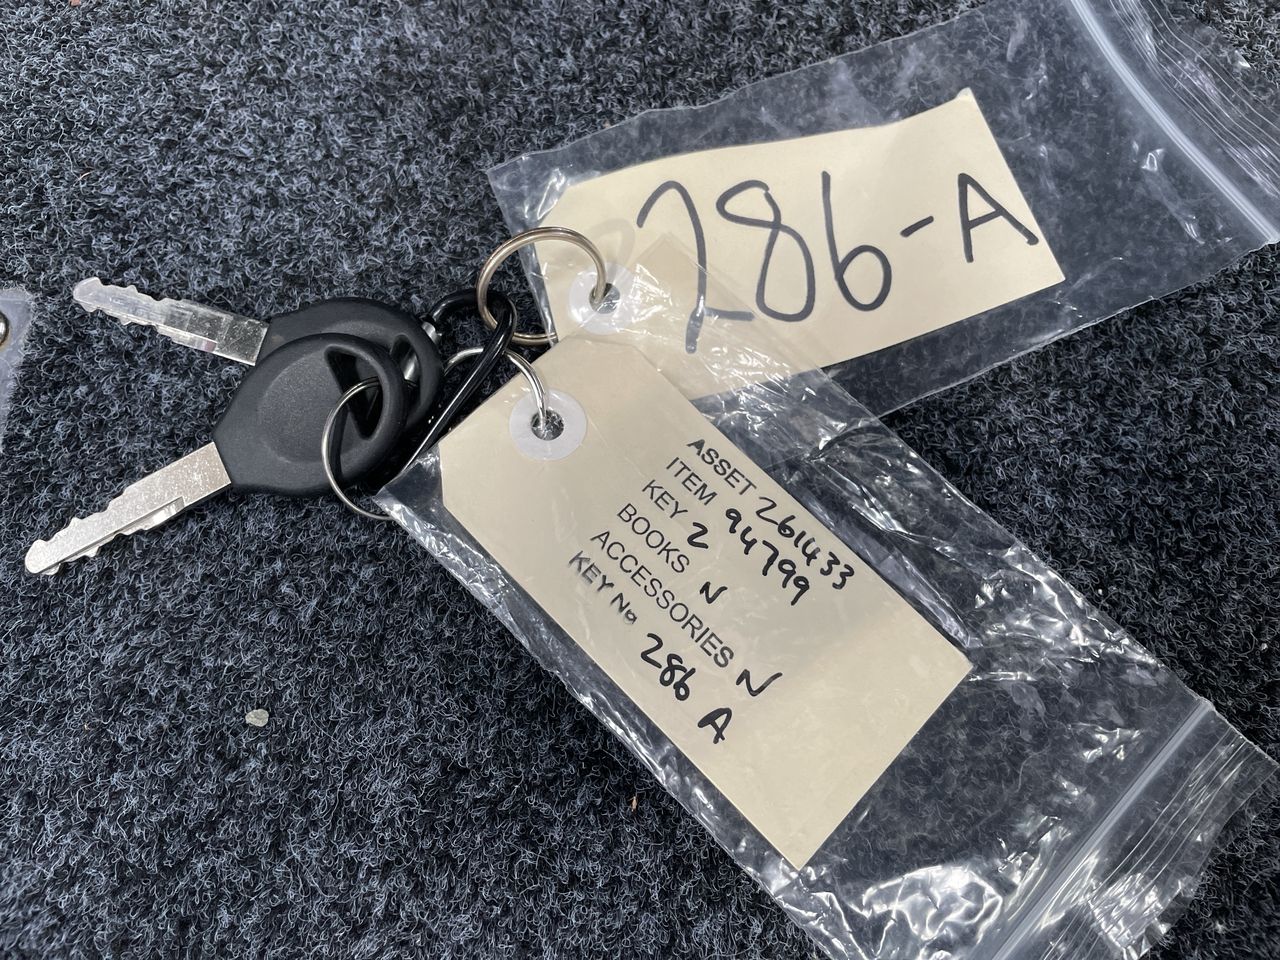 286-A
ASSET 261433
ITEM 94799
KEY 2
BOOKS N
ACCESSORIES N
KEY No 286 A